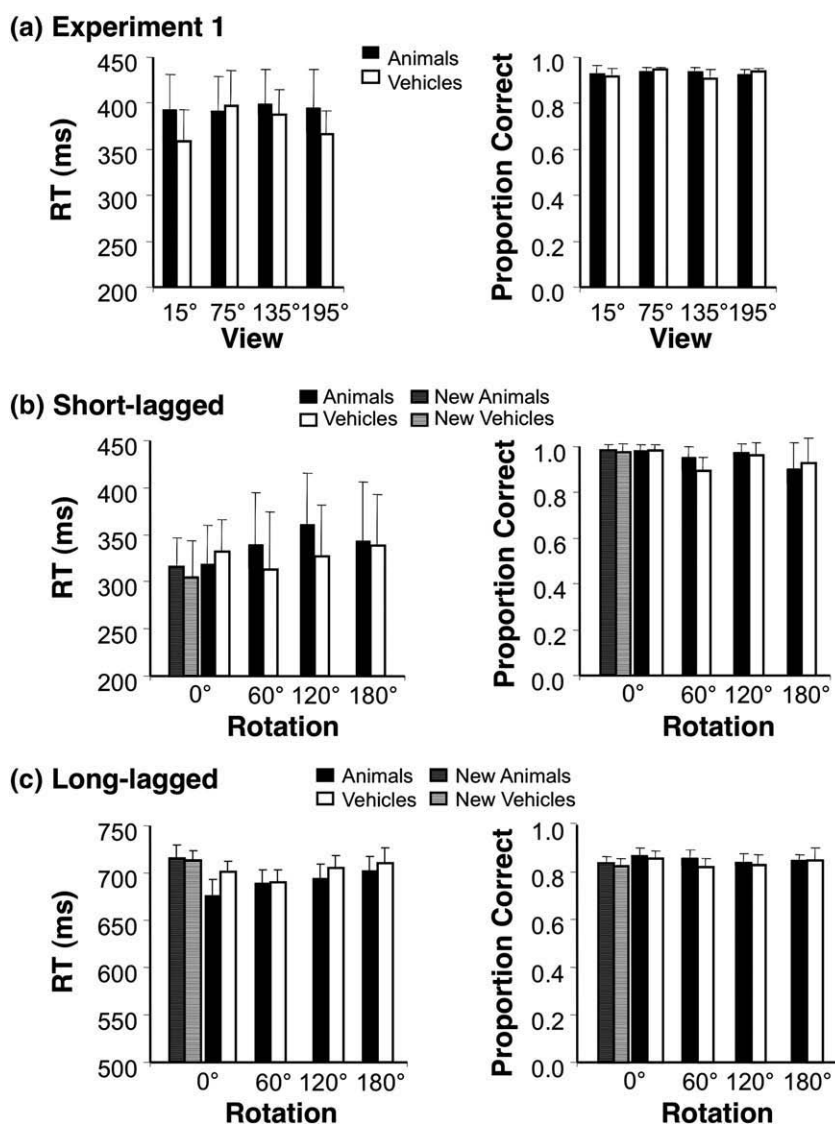 (a) Experiment 1
Animals
Vehicles
RT (ms)
450
400
350
300
250
200
15° 75° 135° 195°
View
Proportion Correct
1.0
0.8
0.6
0.4
0.2
0.0
15° 75° 135° 195°
View
(b) Short-lagged
Animals New Animals
Vehicles New Vehicles
RT (ms)
450
400
350
300
250
200
0° 60° 120° 180°
Rotation
Proportion Correct
1.0
0.8
0.6
0.4
0.2
0.0
0° 60° 120° 180°
Rotation
(c) Long-lagged
Animals New Animals
Vehicles New Vehicles
RT (ms)
750
700
650
600
550
500
0° 60° 120° 180°
Rotation
Proportion Correct
1.0
0.8
0.6
0.4
0.2
0.0
0° 60° 120° 180°
Rotation